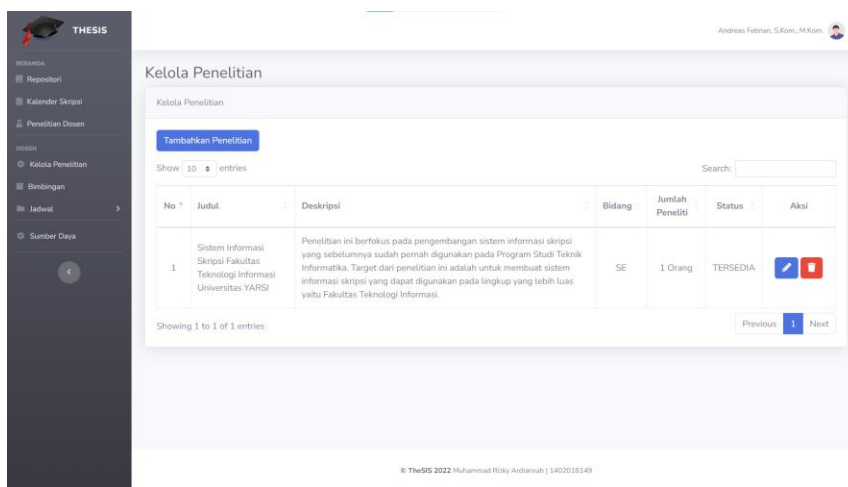 THESIS
Andreas Febrian, S.Kom., M.Kom.
BERANDA
Repositori
Kalender Skripsi
Penelitian Dosen
DOSEN
Kelola Penelitian
Bimbingan
Jadwal
Sumber Daya
Kelola Penelitian
Kelola Penelitian
Tambahkan Penelitian
Show 10 entries
Search:
No Judul Deskripsi Bidang Jumlah Peneliti Status Aksi
1
Sistem Informasi
Skripsi Fakultas
Teknologi Informasi
Universitas YARSI
Penelitian ini berfokus pada pengembangan sistem informasi skripsi
yang sebelumnya sudah pernah digunakan pada Program Studi Teknik
Informatika. Target dari penelitian ini adalah untuk membuat sistem
informasi skripsi yang dapat digunakan pada lingkup yang lebih luas
yaitu Fakultas Teknologi Informasi.
SE
1 Orang
TERSEDIA
Showing 1 to 1 of 1 entries
Previous 1 Next
© TheSIS 2022 Muhammad Rizky Ardiansah | 1402018149